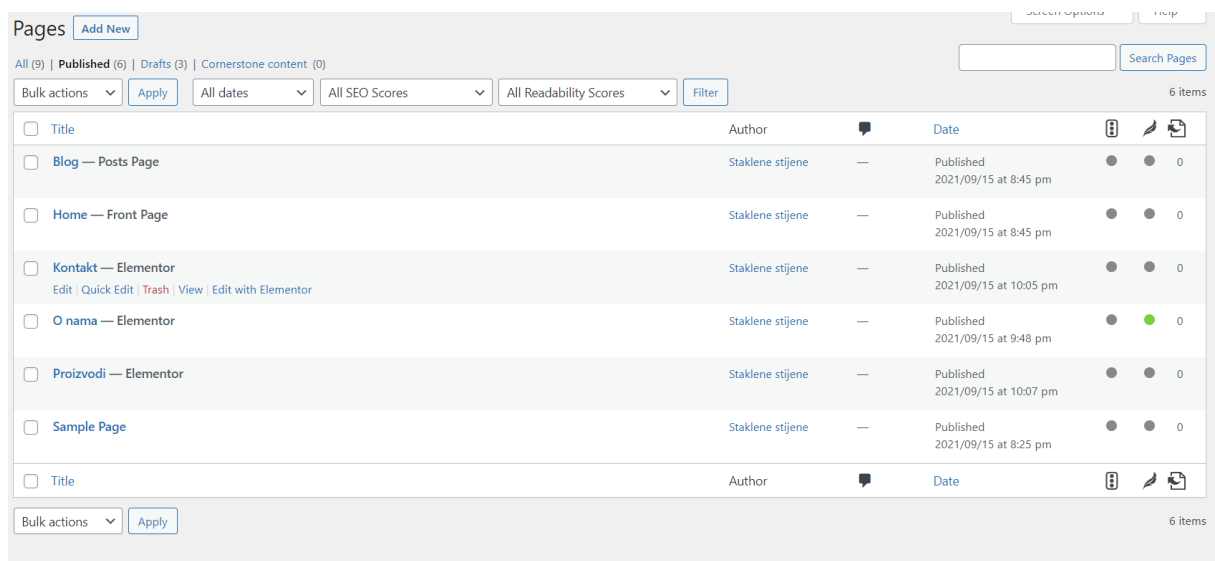 Screen Options Help
Pages Add New
All (9) | Published (6) | Drafts (3) | Cornerstone content (0)
Search Pages
Bulk actions Apply All dates All SEO Scores All Readability Scores Filter 6 items
Title Author Date
Blog — Posts Page Staklene stijene — Published 0
2021/09/15 at 8:45 pm
Home — Front Page Staklene stijene — Published 0
2021/09/15 at 8:45 pm
Kontakt — Elementor Staklene stijene — Published 0
Edit | Quick Edit | Trash | View | Edit with Elementor 2021/09/15 at 10:05 pm
O nama — Elementor Staklene stijene — Published 0
2021/09/15 at 9:48 pm
Proizvodi — Elementor Staklene stijene — Published 0
2021/09/15 at 10:07 pm
Sample Page Staklene stijene — Published 0
2021/09/15 at 8:25 pm
Title Author Date
Bulk actions Apply 6 items